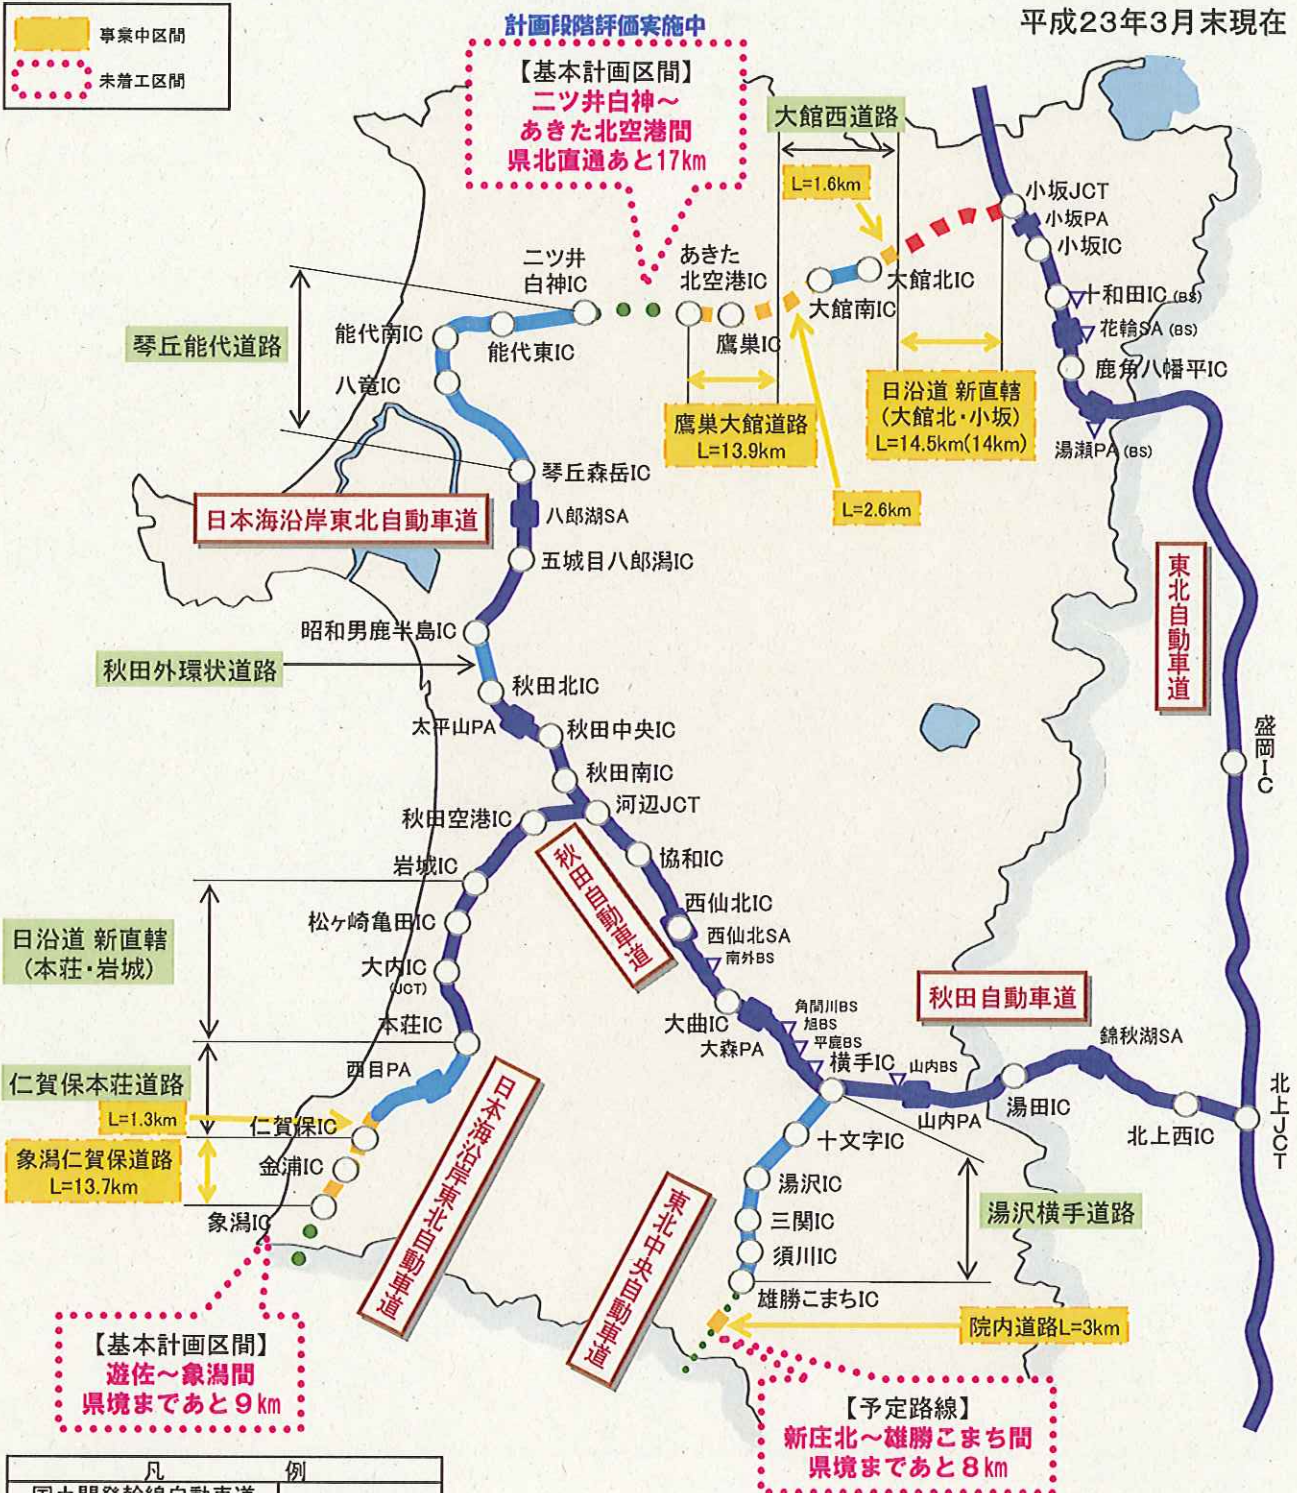 事業中区間
未着工区間
計画段階評価実施中
平成23年3月末現在
【基本計画区間】
二ツ井白神～
あきた北空港間
県北直通あと17km
大館西道路
L=1.6km
小坂JCT
小坂PA
小坂IC
二ツ井
白神IC
あきた
北空港IC
大館北IC
大館南IC
十和田IC (BS)
花輪SA (BS)
鹿角八幡平IC
湯瀬PA (BS)
琴丘能代道路
能代南IC
能代東IC
鷹巣IC
八竜IC
鷹巣大館道路
L=13.9km
日沿道 新直轄
(大館北・小坂)
L=14.5km(14km)
L=2.6km
琴丘森岳IC
日本海沿岸東北自動車道
八郎湖SA
五城目八郎潟IC
東北自動車道
昭和男鹿半島IC
秋田外環状道路
秋田北IC
太平山PA
秋田中央IC
秋田南IC
盛岡IC
河辺JCT
秋田空港IC
協和IC
岩城IC
秋田自動車道
西仙北IC
西仙北SA
南外BS
松ヶ崎亀田IC
日沿道 新直轄
(本荘・岩城)
大内IC
(JCT)
秋田自動車道
大曲IC
大森PA
角間川BS
旭BS
平鹿BS
横手IC
山内BS
錦秋湖SA
本荘IC
西目PA
仁賀保本荘道路
L=1.3km
仁賀保IC
山内PA
湯田IC
北上西IC
北上JCT
十文字IC
象潟仁賀保道路
L=13.7km
金浦IC
象潟IC
日本海沿岸東北自動車道
東北中央自動車道
湯沢IC
三関IC
須川IC
雄勝こまちIC
湯沢横手道路
院内道路L=3km
【基本計画区間】
遊佐～象潟間
県境まであと9km
【予定路線】
新庄北～雄勝こまち間
県境まであと8km
凡 例
国土開発幹線自動車道